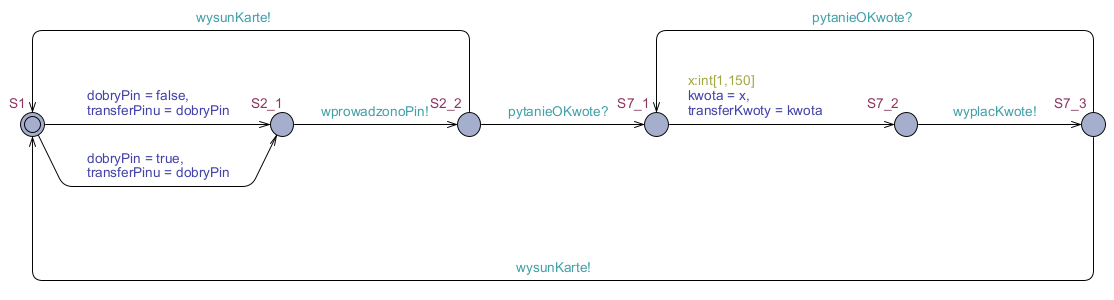 wysunKarte!
pytanieOKwote?
S1
dobryPin = false,
transferPinu = dobryPin
S2_1
wprowadzonoPin!
S2_2
pytanieOKwote?
S7_1
x:int[1,150]
kwota = x,
transferKwoty = kwota
S7_2
wyplacKwote!
S7_3
dobryPin = true,
transferPinu = dobryPin
wysunKarte!